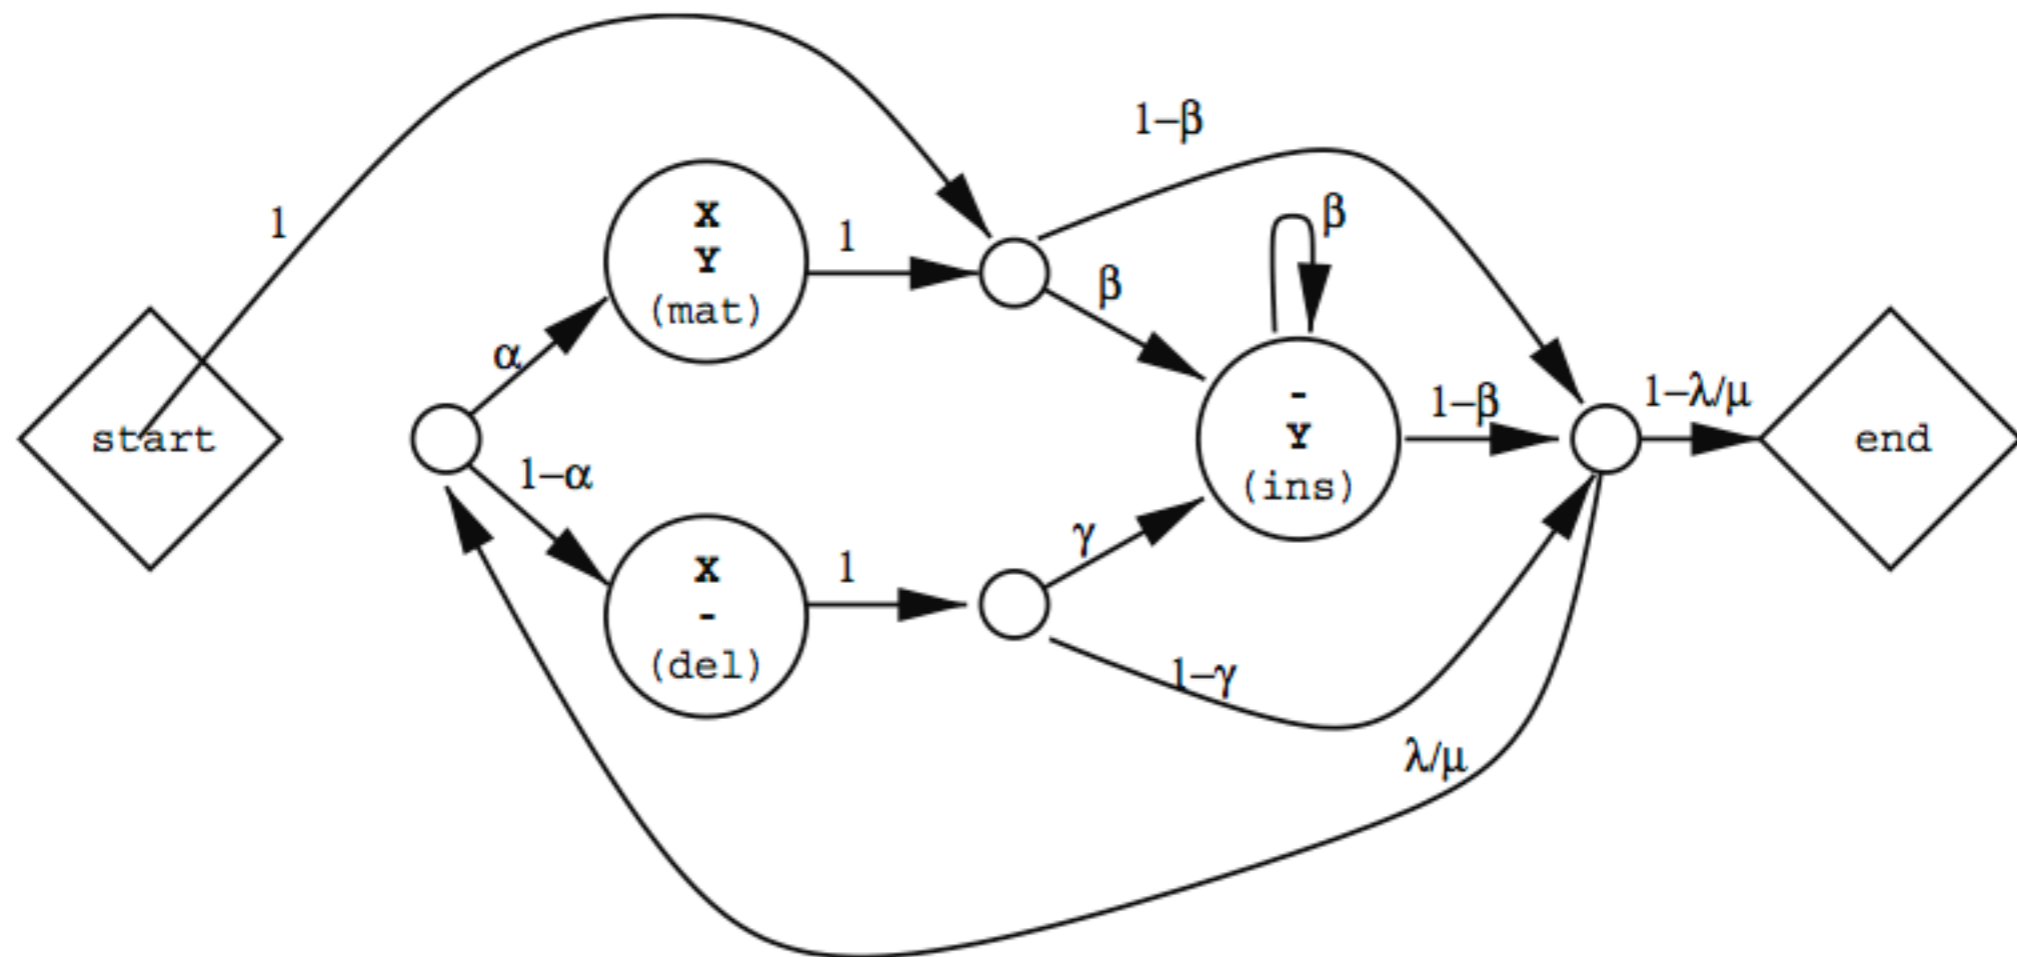 1
start
α
1−α
X
Y
(mat)
1
X
-
(del)
1
1−β
β
β
-
Y
(ins)
γ
1−γ
1−β
1−λ/μ
λ/μ
end